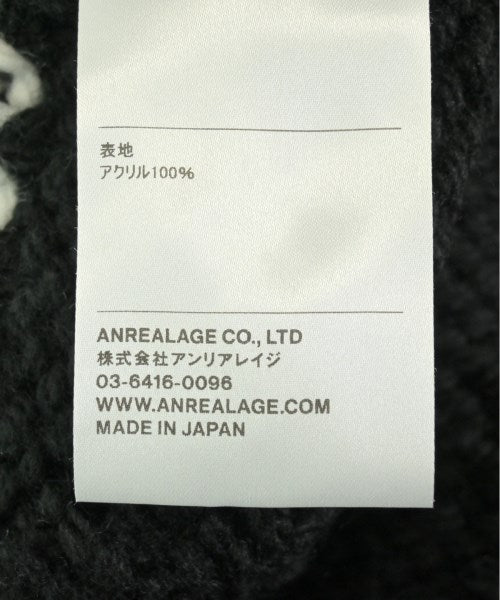 表地
アクリル100%
ANREALAGE CO., LTD
株式会社アンリアレイジ
03-6416-0096
WWW.ANREALAGE.COM
MADE IN JAPAN